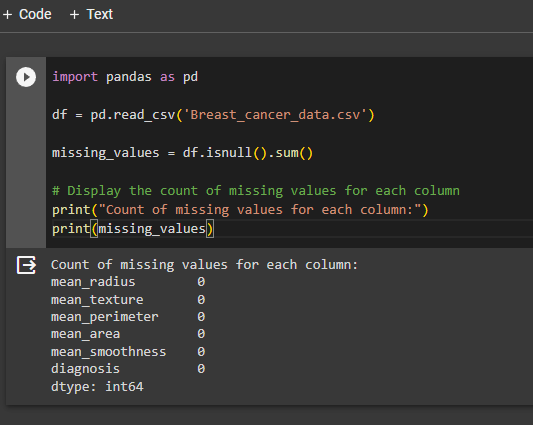 + Code + Text
import pandas as pd
df = pd.read_csv('Breast_cancer_data.csv')
missing_values = df.isnull().sum()
# Display the count of missing values for each column
print("Count of missing values for each column:")
print(missing_values)
Count of missing values for each column:
mean_radius 0
mean_texture 0
mean_perimeter 0
mean_area 0
mean_smoothness 0
diagnosis 0
dtype: int64